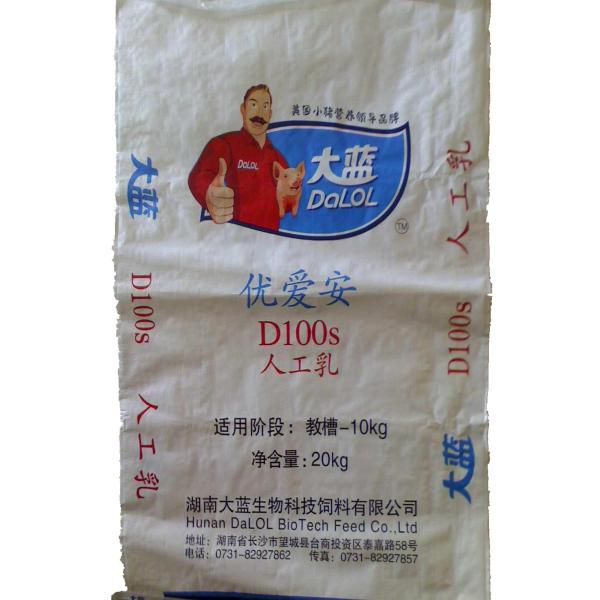 美国小猪营养领导品牌
大蓝
DaLOL
DaLOL
TM
大蓝
D100s
人工乳
人工乳
D100s
大蓝
优爱安
D100s
人工乳
适用阶段：教槽-10kg
净含量：20kg
湖南大蓝生物科技饲料有限公司
Hunan DaLOL BioTech Feed Co.,Ltd
地址：湖南省长沙市望城县台商投资区泰嘉路58号
电话：0731-82927862 传真：0731-82927857